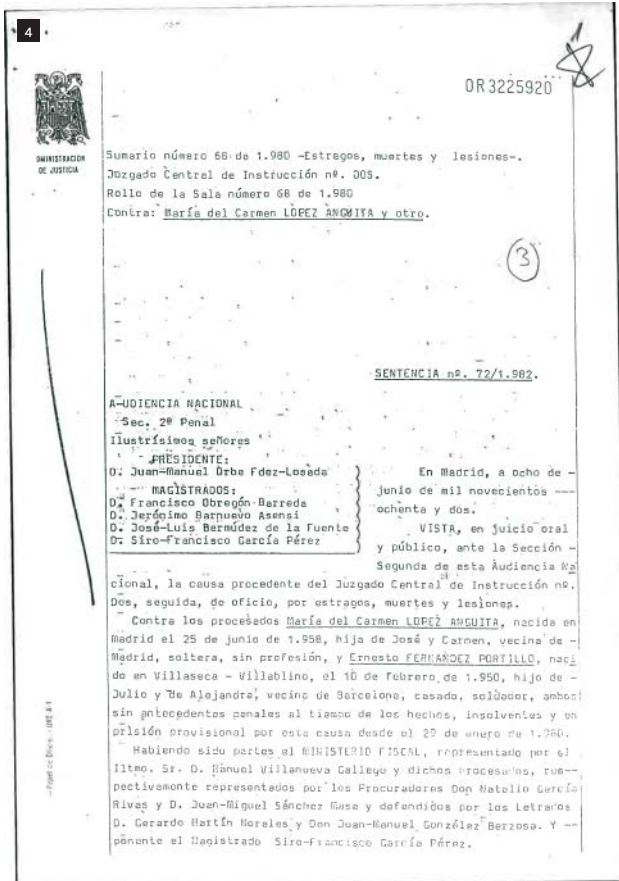 4
1
OR3225920
ADMINISTRACION
DE JUSTICIA
Sumario número 68 de 1.980 -Estragos, muertes y lesiones-.
Juzgado Central de Instrucción nº. DOS.
Rollo de la Sala número 68 de 1.980
Contra: María del Carmen LOPEZ ANGUITA y otro.
3
SENTENCIA nº. 72/1.982.
AUDIENCIA NACIONAL
Sec. 2ª Penal
Ilustrísimos señores
PRESIDENTE:
D. Juan-Manuel Orbe Fdez-Losada
MAGISTRADOS:
D. Francisco Obregón Barreda
D. Jerónimo Barnuevo Asensi
D. José-Luis Bermúdez de la Fuente
D. Siro-Francisco García Pérez
En Madrid, a ocho de -
junio de mil novecientos ---
ochenta y dos.
VISTA, en juicio oral
y público, ante la Sección -
Segunda de esta Audiencia Na
cional, la causa procedente del Juzgado Central de Instrucción nº.
Dos, seguida, de oficio, por estragos, muertes y lesiones.
Contra los procesados María del Carmen LOPEZ ANGUITA, nacida en
Madrid el 25 de junio de 1.958, hija de José y Carmen, vecina de -
Madrid, soltera, sin profesión, y Ernesto FERNANDEZ PORTILLO, naci
do en Villaseca - Villablino, el 10 de febrero de 1.950, hijo de -
Julio y de Alejandra, vecino de Barcelona, casado, soldador, ambos
sin antecedentes penales al tiempo de los hechos, insolventes y en
prisión provisional por esta causa desde el 29 de enero de 1.980.
Habiendo sido partes el MINISTERIO FISCAL, representado por el
Iltmo. Sr. D. Manuel Villanueva Gallego y dichos procesados, res--
pectivamente representados por los Procuradores Don Natalio García
Rivas y D. Juan-Miguel Sánchez Masa y defendidos por los Letrados
D. Gerardo Martín Morales y Don Juan-Manuel González Berzosa. Y --
ponente el Magistrado Siro-Francisco García Pérez.